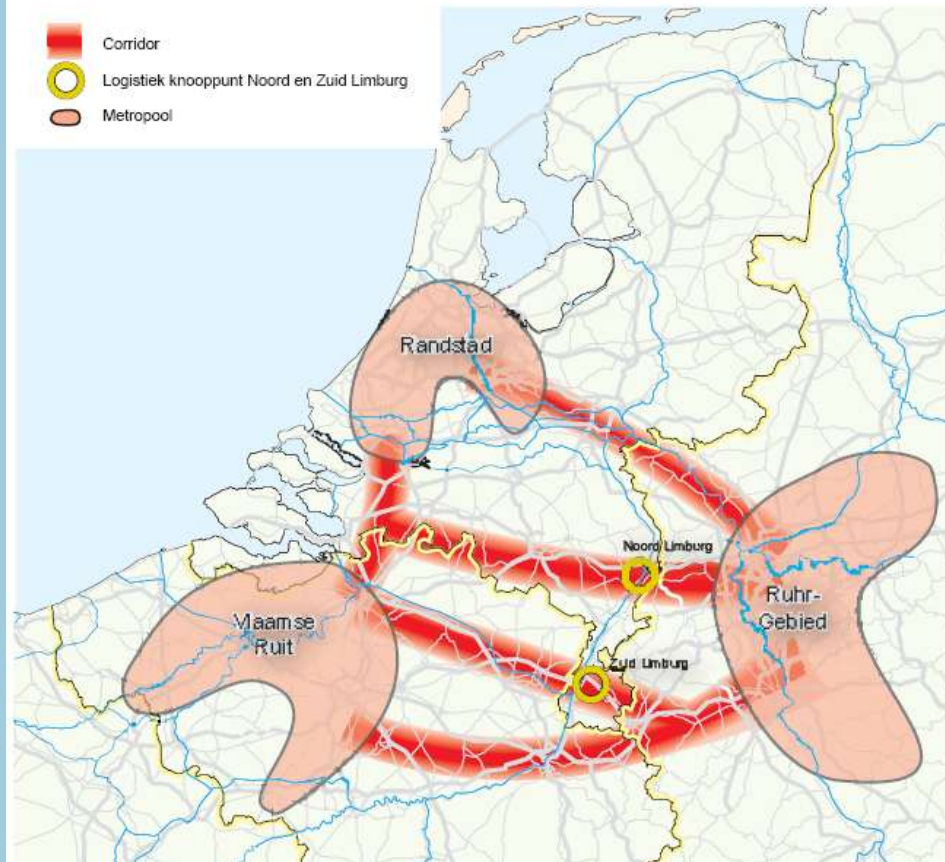 Corridor
Logistiek knooppunt Noord en Zuid Limburg
Metropool
Randstad
Noord Limburg
Ruhr-
Gebied
Vlaamse
Ruit
Zuid Limburg